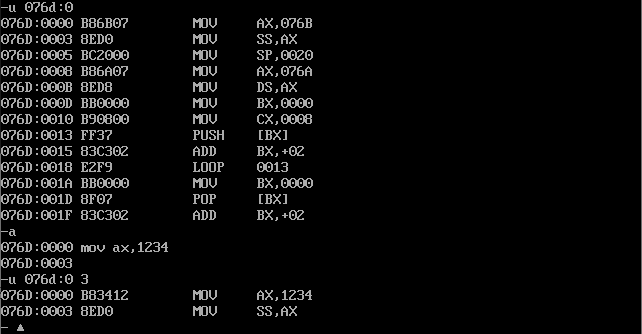 -u 076d:0
076D:0000 B86B07 MOV AX,076B
076D:0003 8ED0 MOV SS,AX
076D:0005 BC2000 MOV SP,0020
076D:0008 B86A07 MOV AX,076A
076D:000B 8ED8 MOV DS,AX
076D:000D BB0000 MOV BX,0000
076D:0010 B90800 MOV CX,0008
076D:0013 FF37 PUSH [BX]
076D:0015 83C302 ADD BX,+02
076D:0018 E2F9 LOOP 0013
076D:001A BB0000 MOV BX,0000
076D:001D 8F07 POP [BX]
076D:001F 83C302 ADD BX,+02
-a
076D:0000 mov ax,1234
076D:0003
-u 076d:0 3
076D:0000 B83412 MOV AX,1234
076D:0003 8ED0 MOV SS,AX
-